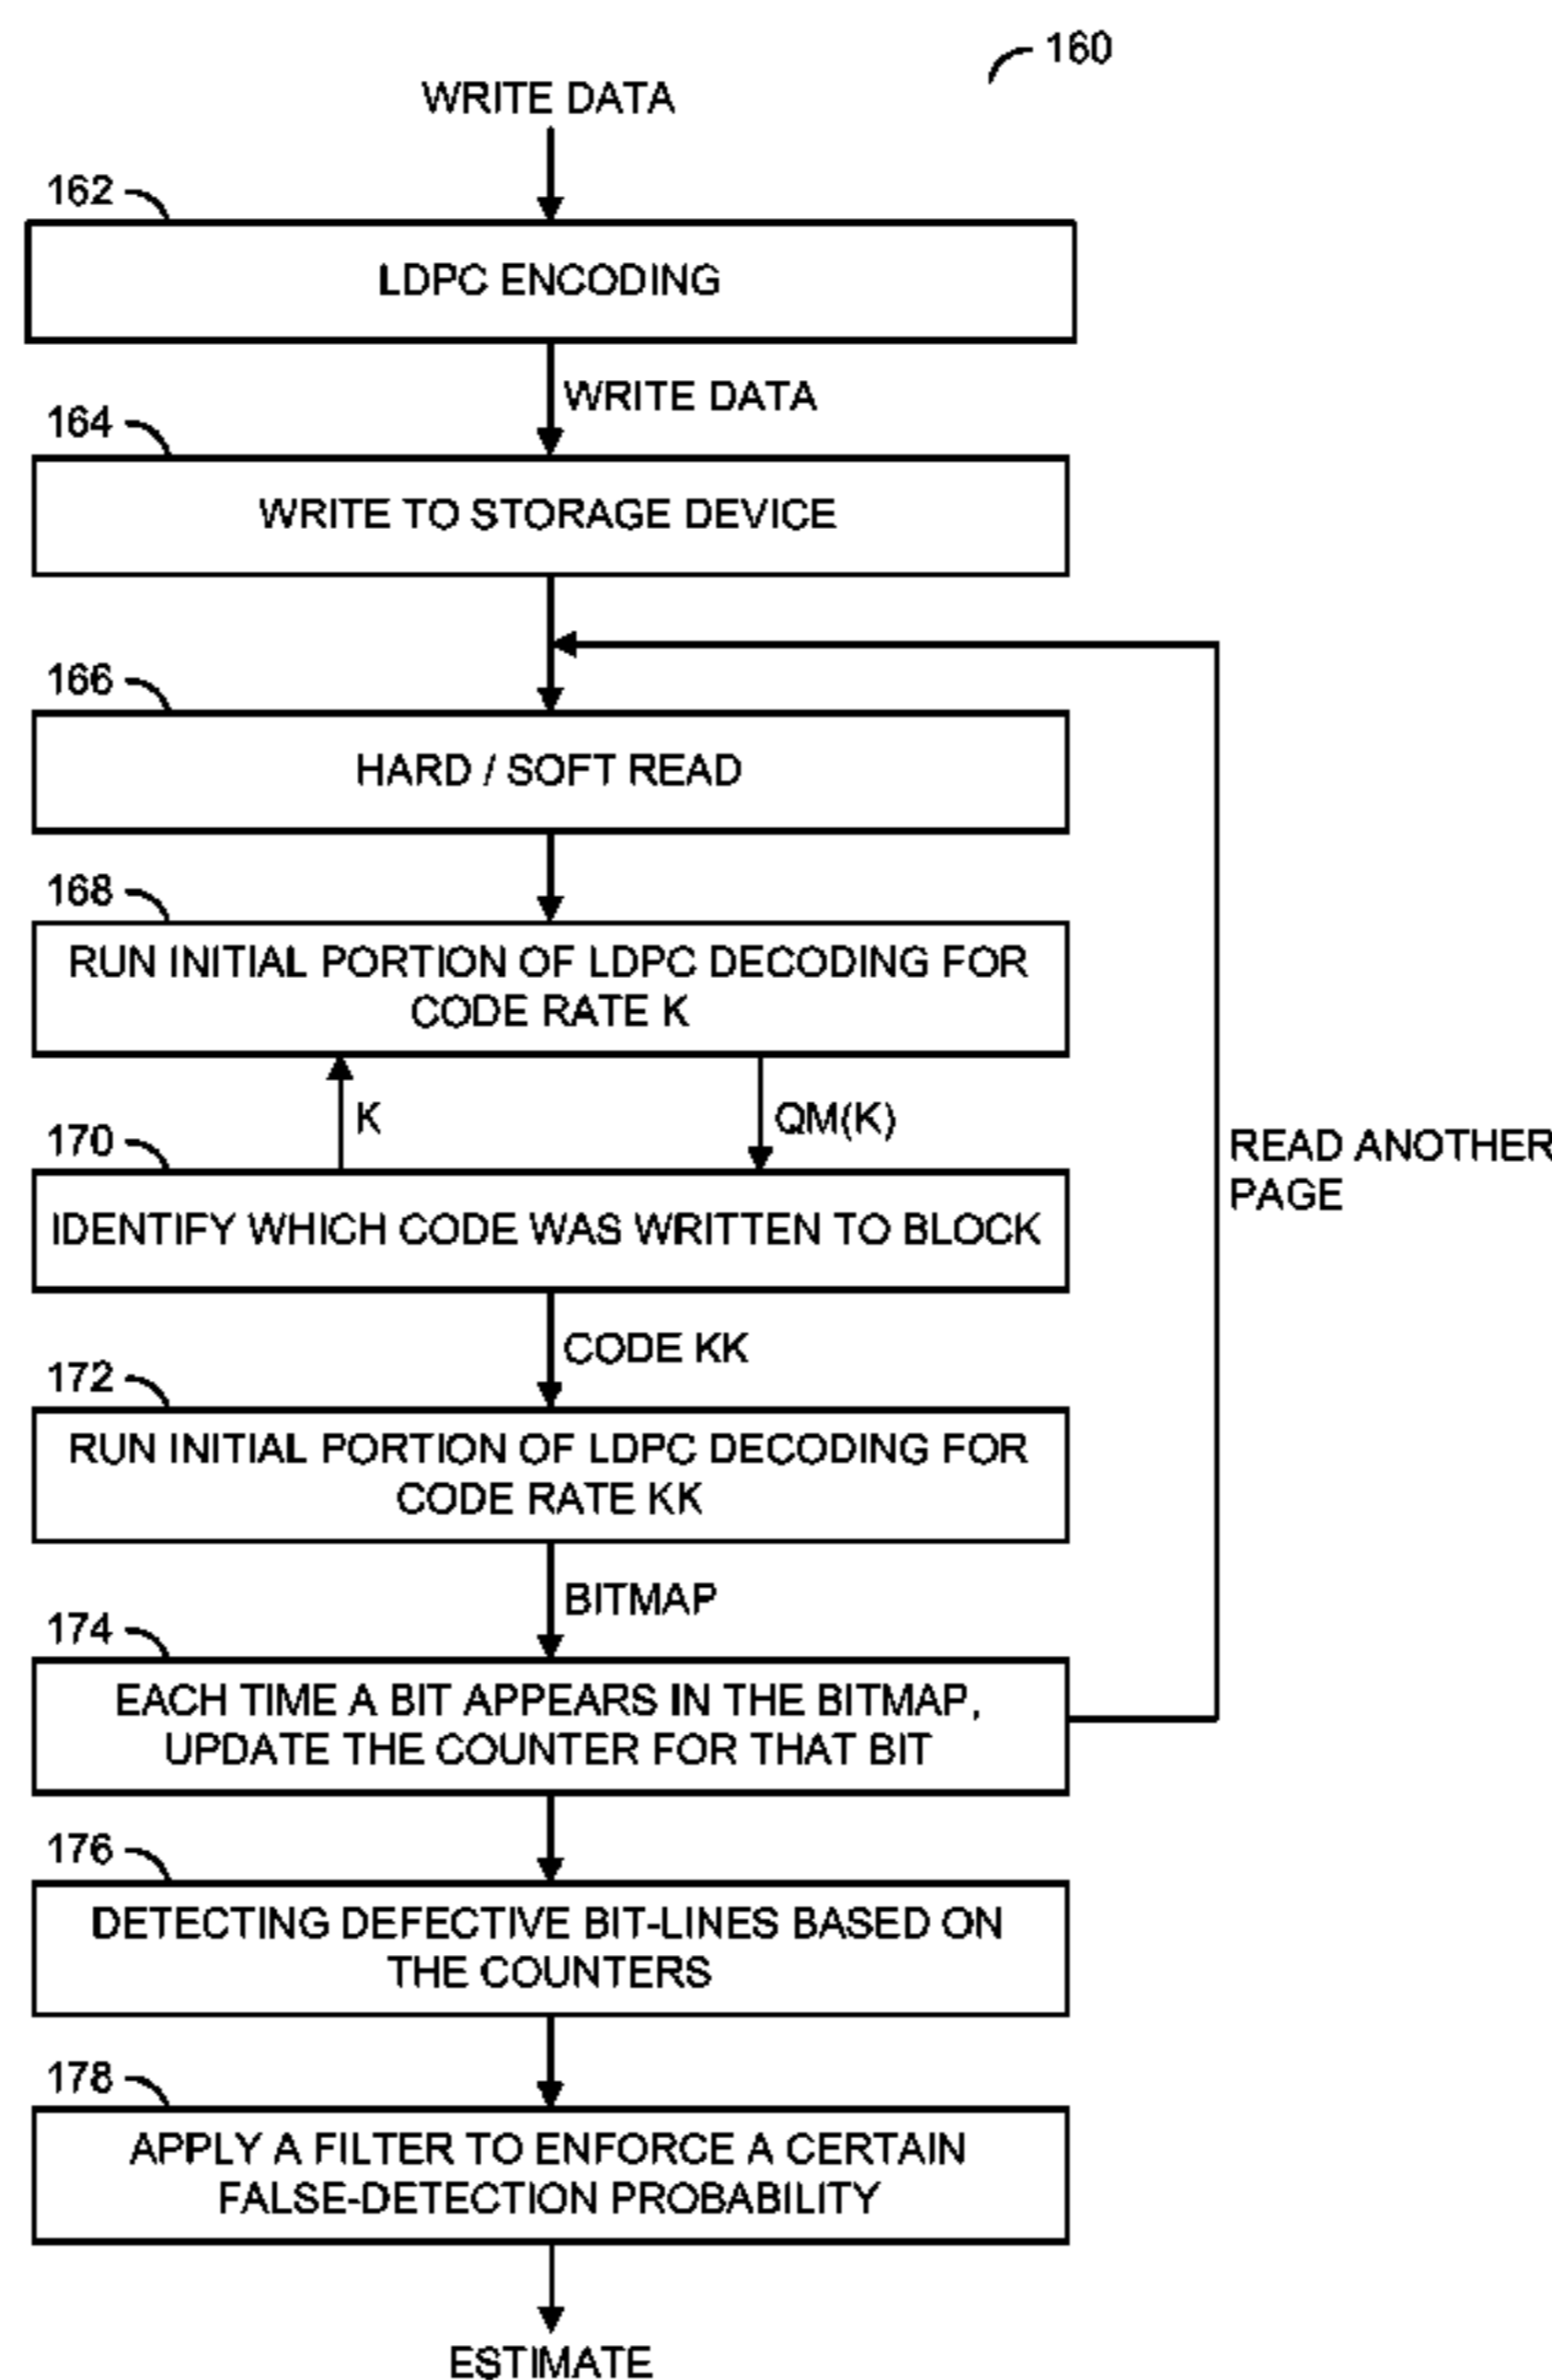 160
WRITE DATA
162
LDPC ENCODING
WRITE DATA
164
WRITE TO STORAGE DEVICE
166
HARD / SOFT READ
168
RUN INITIAL PORTION OF LDPC DECODING FOR
CODE RATE K
K
QM(K)
170
READ ANOTHER
PAGE
IDENTIFY WHICH CODE WAS WRITTEN TO BLOCK
CODE KK
172
RUN INITIAL PORTION OF LDPC DECODING FOR
CODE RATE KK
BITMAP
174
EACH TIME A BIT APPEARS IN THE BITMAP,
UPDATE THE COUNTER FOR THAT BIT
176
DETECTING DEFECTIVE BIT-LINES BASED ON
THE COUNTERS
178
APPLY A FILTER TO ENFORCE A CERTAIN
FALSE-DETECTION PROBABILITY
ESTIMATE